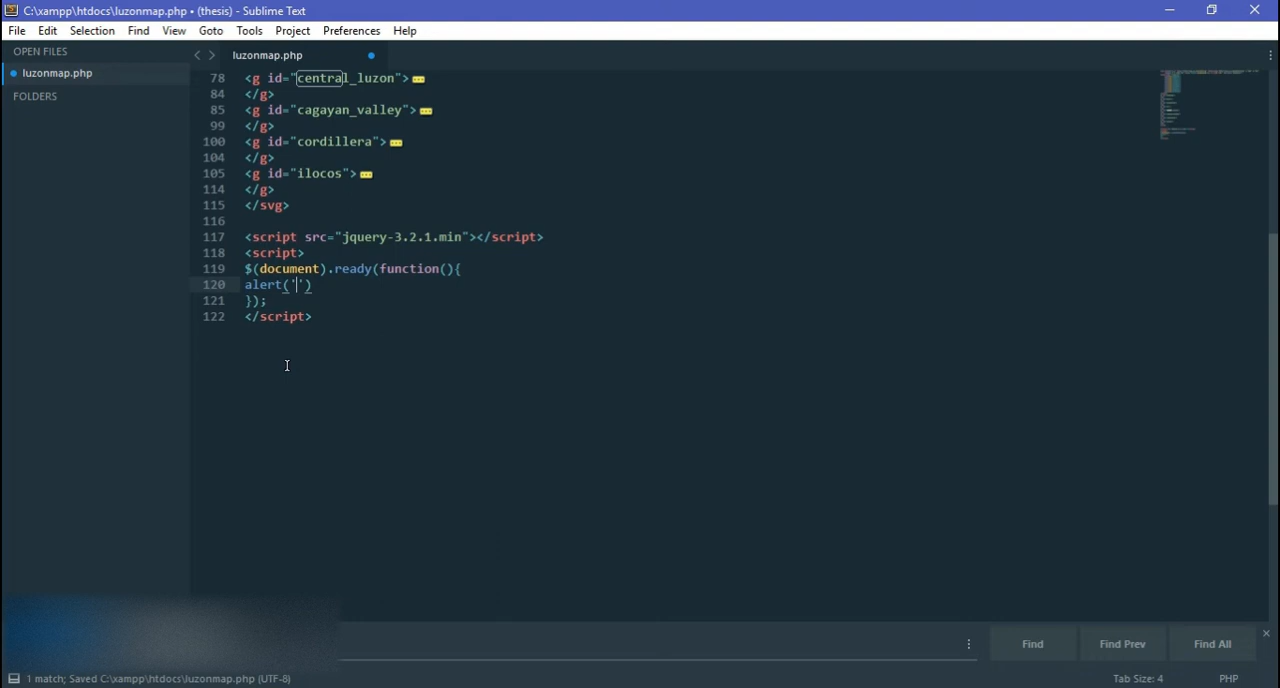 C:\xampp\htdocs\luzonmap.php • (thesis) - Sublime Text
File Edit Selection Find View Goto Tools Project Preferences Help
OPEN FILES
luzonmap.php
FOLDERS
luzonmap.php
78 <g id="central_luzon">
84 </g>
85 <g id="cagayan_valley">
99 </g>
100 <g id="cordillera">
104 </g>
105 <g id="ilocos">
114 </g>
115 </svg>
116
117 <script src="jquery-3.2.1.min"></script>
118 <script>
119 $(document).ready(function(){
120 alert('')
121 });
122 </script>
Find Find Prev Find All
1 match; Saved C:\xampp\htdocs\luzonmap.php (UTF-8)
Tab Size: 4 PHP